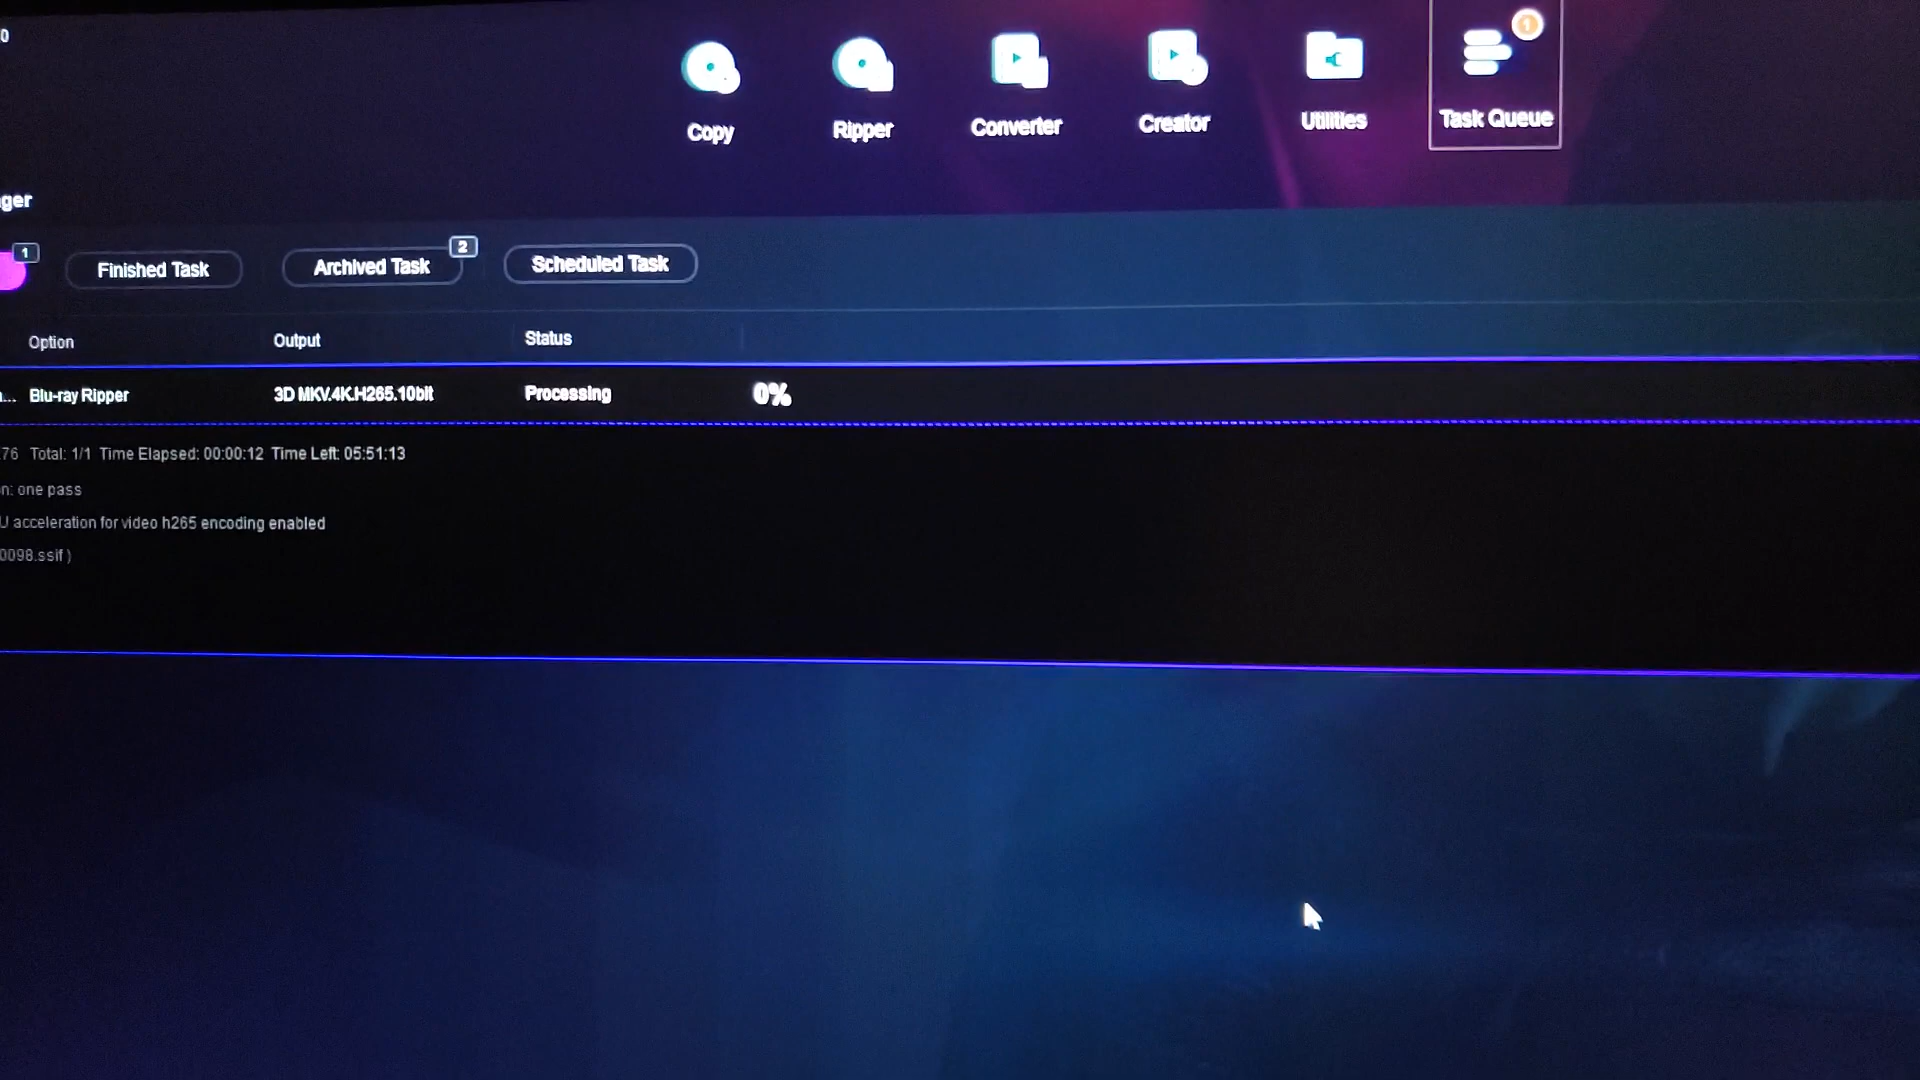 0
Copy Ripper Converter Creator Utilities Task Queue 1
ger
1 Finished Task Archived Task 2 Scheduled Task
Option Output Status
... Blu-ray Ripper 3D MKV.4K.H265.10bit Processing 0%
76 Total: 1/1 Time Elapsed: 00:00:12 Time Left: 05:51:13
n: one pass
U acceleration for video h265 encoding enabled
0098.ssif )